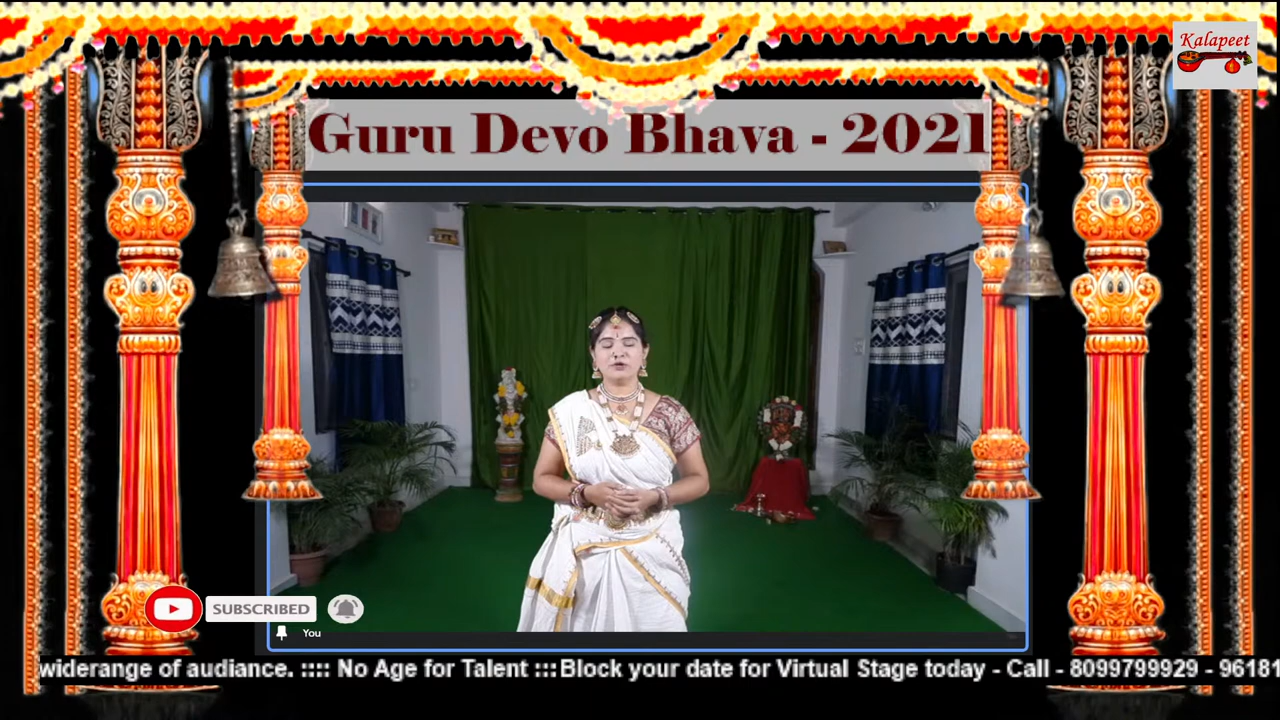 Kalapeet
Guru Devo Bhava - 2021
SUBSCRIBED
You
widerange of audiance. :::: No Age for Talent :::Block your date for Virtual Stage today - Call - 8099799929 - 96181